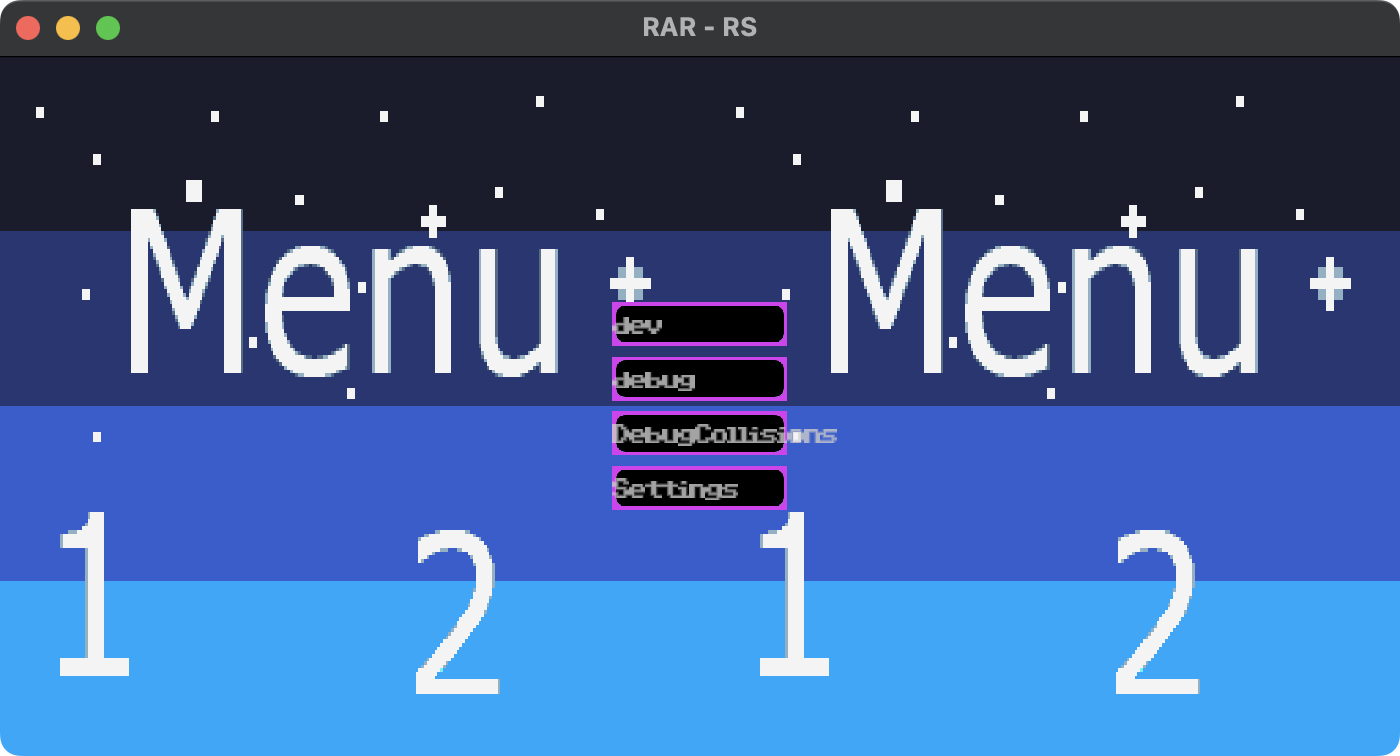 RAR - RS
Menu Menu
dev
debug
DebugCollisions
Settings
1 2 1 2